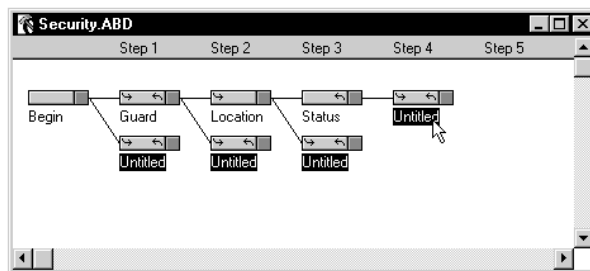 Security.ABD
Step 1 Step 2 Step 3 Step 4 Step 5
Begin Guard Location Status Untitled
Untitled Untitled Untitled